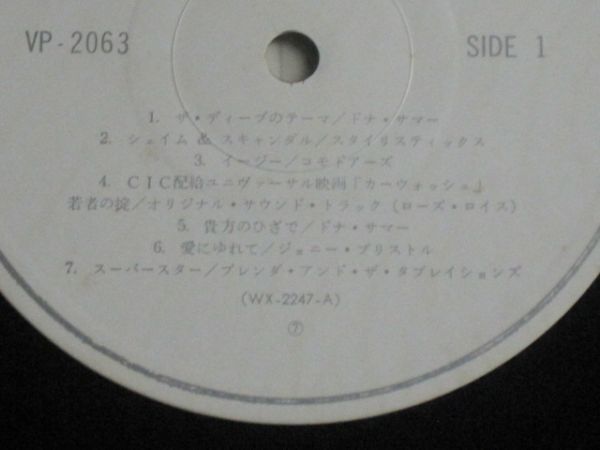 VP-2063
SIDE 1
1. ザ・ディープのテーマ/ドナ・サマー
2. シェイム & スキャンダル/スタイリスティックス
3. イージー/コモドアーズ
4. CIC配給ユニヴァーサル映画「カーウォッシュ」
若者の掟/オリジナル・サウンド・トラック (ローズ・ロイス)
5. 貴方のひざで/ドナ・サマー
6. 愛にゆれて/ジョニー・ブリストル
7. スーパースター/ブレンダ・アンド・ザ・タブレイションズ
(WX-2247-A)
⑦